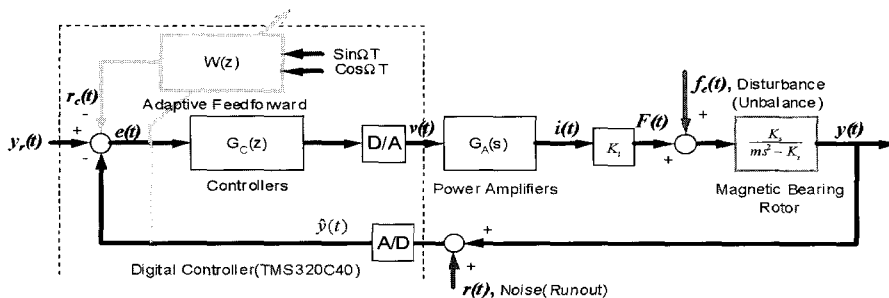 SinΩT
CosΩT
W(z)
r_c(t)
Adaptive Feedforward
f_e(t), Disturbance
(Unbalance)
y_r(t)
+
-
-
e(t)
G_C(z)
Controllers
D/A
v(t)
G_A(s)
Power Amplifiers
i(t)
K_i
F(t)
+
+
K_s
ms² − K_s
y(t)
Magnetic Bearing
Rotor
ŷ(t)
A/D
+
+
Digital Controller(TMS320C40)
r(t), Noise(Runout)